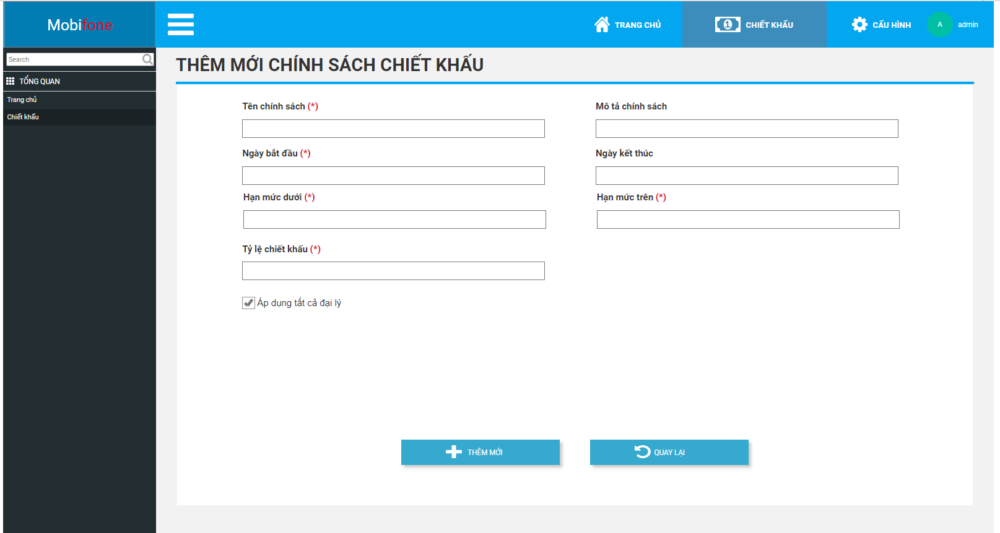 Mobifone
TRANG CHỦ
1
CHIẾT KHẤU
CẤU HÌNH
A
admin
Search
TỔNG QUAN
Trang chủ
Chiết khấu
THÊM MỚI CHÍNH SÁCH CHIẾT KHẤU
Tên chính sách (*)
Mô tả chính sách
Ngày bắt đầu (*)
Ngày kết thúc
Hạn mức dưới (*)
Hạn mức trên (*)
Tỷ lệ chiết khấu (*)
Áp dụng tất cả đại lý
THÊM MỚI
QUAY LẠI